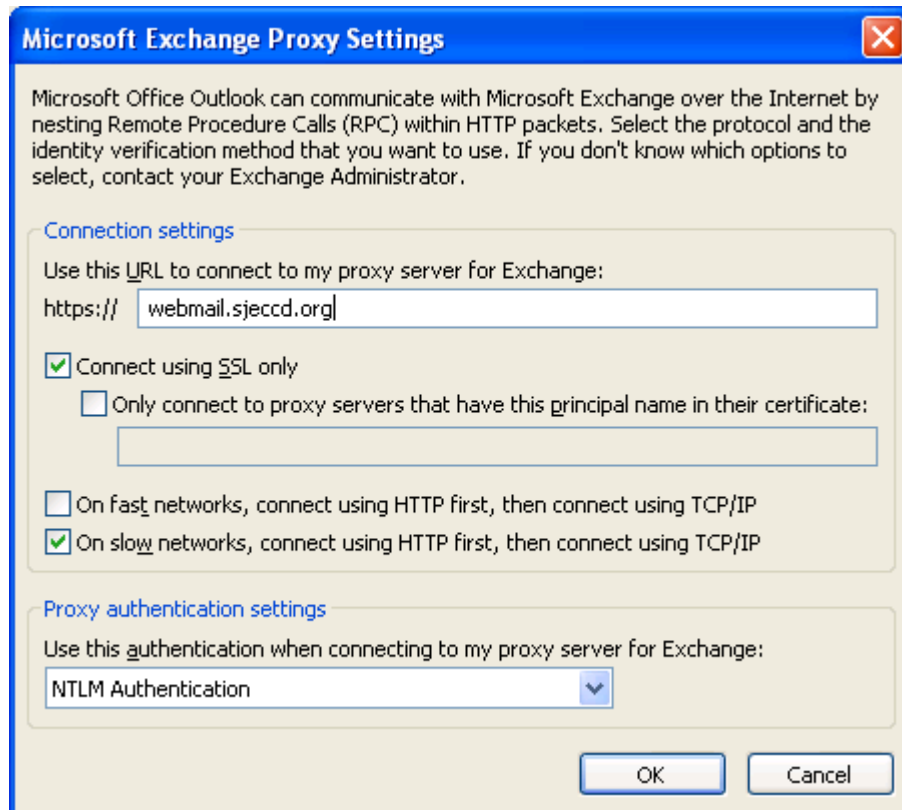 Microsoft Exchange Proxy Settings
Microsoft Office Outlook can communicate with Microsoft Exchange over the Internet by
nesting Remote Procedure Calls (RPC) within HTTP packets. Select the protocol and the
identity verification method that you want to use. If you don't know which options to
select, contact your Exchange Administrator.
Connection settings
Use this URL to connect to my proxy server for Exchange:
https:// webmail.sjeccd.org
Connect using SSL only
Only connect to proxy servers that have this principal name in their certificate:
On fast networks, connect using HTTP first, then connect using TCP/IP
On slow networks, connect using HTTP first, then connect using TCP/IP
Proxy authentication settings
Use this authentication when connecting to my proxy server for Exchange:
NTLM Authentication
OK Cancel